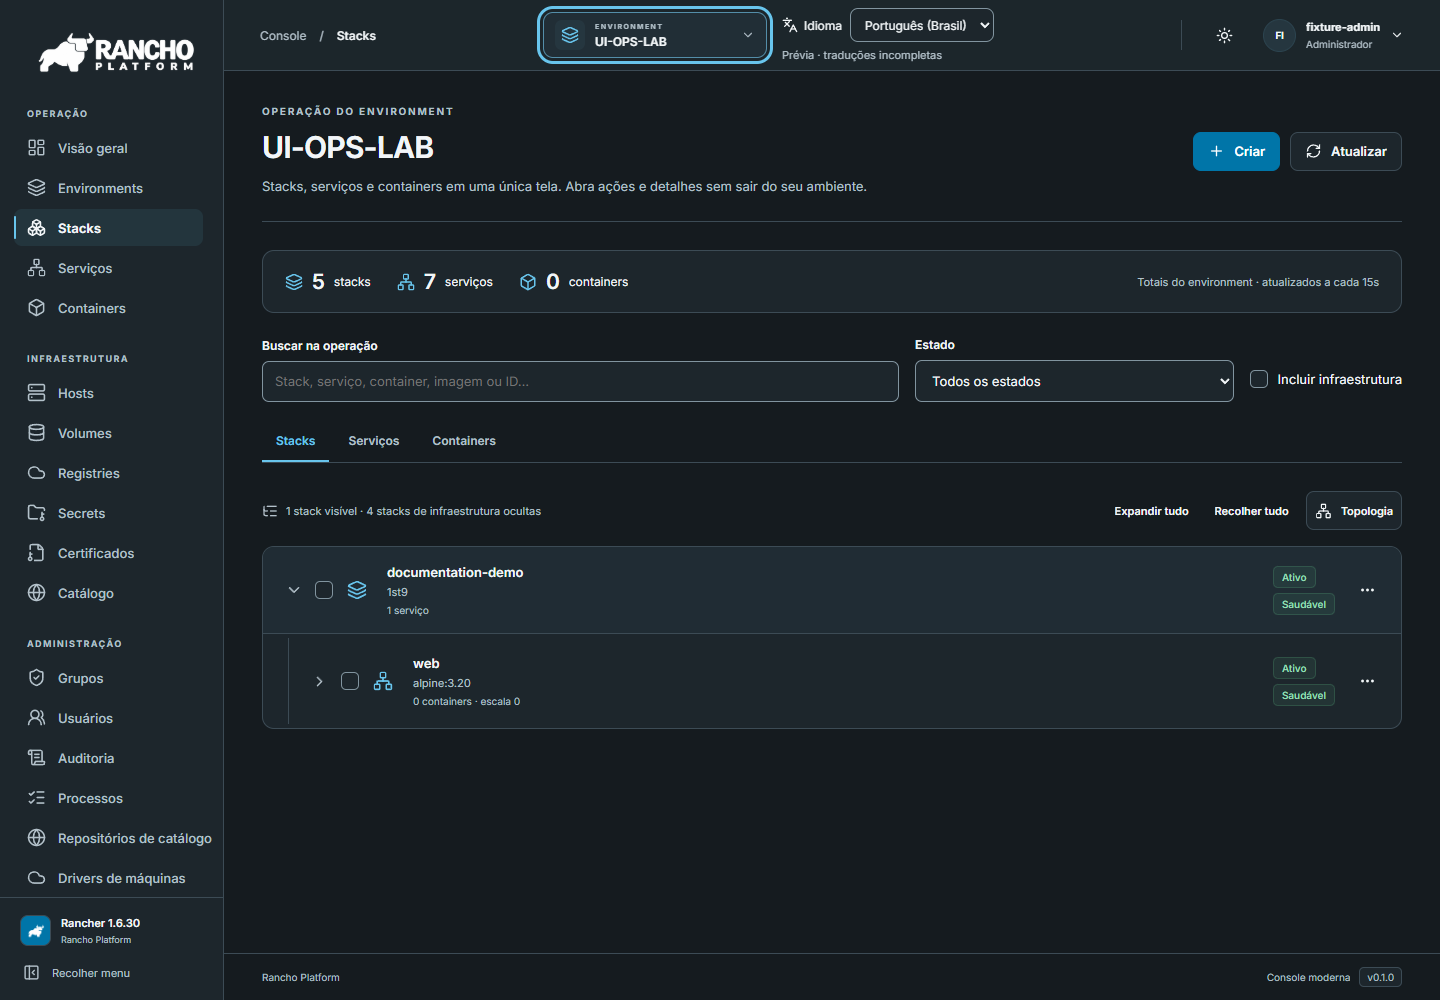 RANCHO
PLATFORM
OPERAÇÃO
Visão geral
Environments
Stacks
Serviços
Containers
INFRAESTRUTURA
Hosts
Volumes
Registries
Secrets
Certificados
Catálogo
ADMINISTRAÇÃO
Grupos
Usuários
Auditoria
Processos
Repositórios de catálogo
Drivers de máquinas
Rancher 1.6.30
Rancho Platform
Recolher menu
Console / Stacks
ENVIRONMENT
UI-OPS-LAB
Idioma
Português (Brasil)
Prévia · traduções incompletas
FI
fixture-admin
Administrador
OPERAÇÃO DO ENVIRONMENT
UI-OPS-LAB
Stacks, serviços e containers em uma única tela. Abra ações e detalhes sem sair do seu ambiente.
Criar
Atualizar
5 stacks 7 serviços 0 containers
Totais do environment · atualizados a cada 15s
Buscar na operação
Stack, serviço, container, imagem ou ID...
Estado
Todos os estados
Incluir infraestrutura
Stacks Serviços Containers
1 stack visível · 4 stacks de infraestrutura ocultas
Expandir tudo Recolher tudo Topologia
documentation-demo
1st9
1 serviço
Ativo
Saudável
web
alpine:3.20
0 containers · escala 0
Ativo
Saudável
Rancho Platform
Console moderna v0.1.0